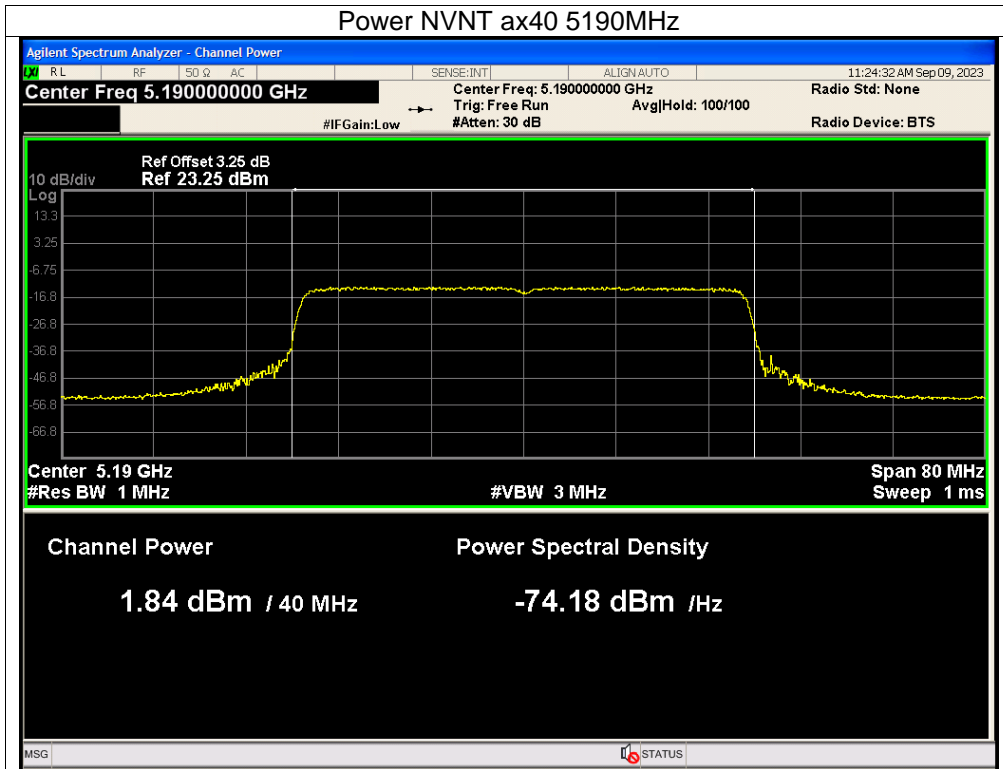 Power NVNT ax40 5190MHz
Agilent Spectrum Analyzer - Channel Power
LXI RL RF 50 Ω AC SENSE:INT ALIGN AUTO 11:24:32 AM Sep 09, 2023
Center Freq 5.190000000 GHz Center Freq: 5.190000000 GHz Radio Std: None
Trig: Free Run Avg|Hold: 100/100
#IFGain:Low #Atten: 30 dB Radio Device: BTS
Ref Offset 3.25 dB
10 dB/div Ref 23.25 dBm
Log
13.3
3.25
-6.75
-16.8
-26.8
-36.8
-46.8
-56.8
-66.8
Center 5.19 GHz Span 80 MHz
#Res BW 1 MHz #VBW 3 MHz Sweep 1 ms
Channel Power Power Spectral Density
1.84 dBm / 40 MHz -74.18 dBm /Hz
MSG STATUS